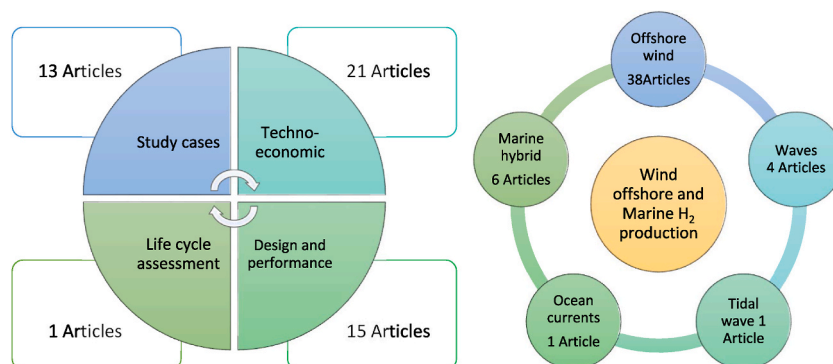 13 Articles
21 Articles
Study cases
Techno-
economic
Life cycle
assessment
Design and
performance
1 Articles
15 Articles
Offshore
wind
38Articles
Marine
hybrid
6 Articles
Waves
4 Articles
Wind
offshore and
Marine H₂
production
Ocean
currents
1 Article
Tidal
wave 1
Article